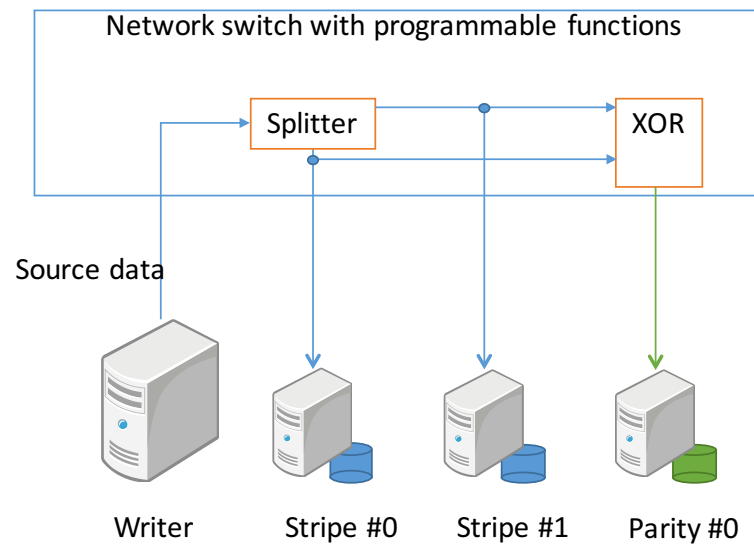 Network switch with programmable functions
Splitter
XOR
Source data
Writer
Stripe #0
Stripe #1
Parity #0